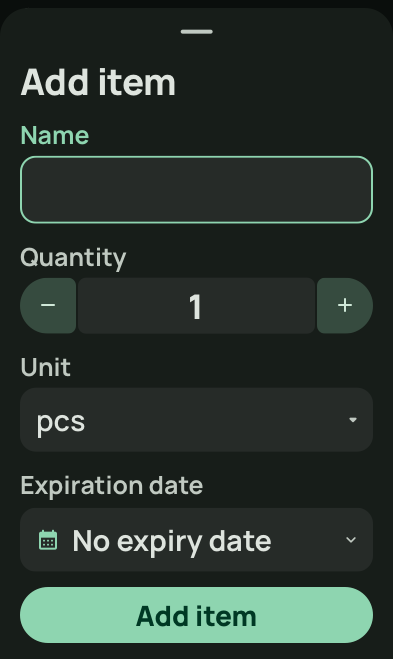 Add item
Name
Quantity
− 1 +
Unit
pcs
Expiration date
No expiry date
Add item